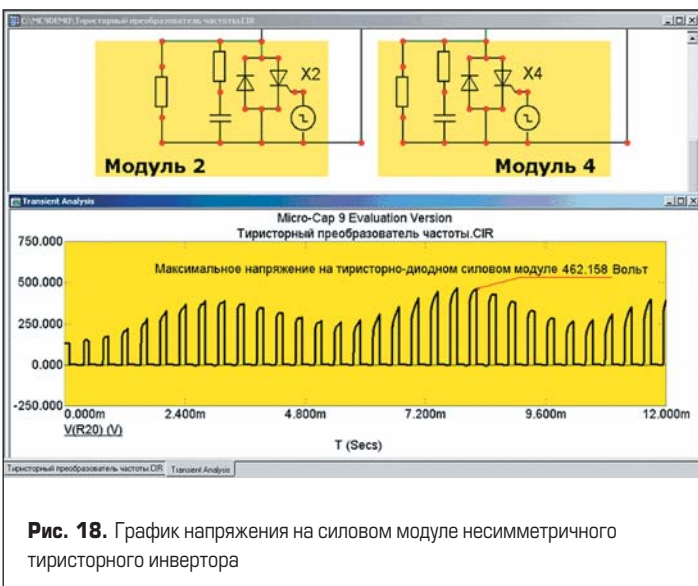 C:\MC9DEMO\Тиристорный преобразователь частоты.CIR
X2
X4
Модуль 2
Модуль 4
Transient Analysis
Micro-Cap 9 Evaluation Version
Тиристорный преобразователь частоты.CIR
750.000
Максимальное напряжение на тиристорно-диодном силовом модуле 462.158 Вольт
500.000
250.000
0.000
-250.000
0.000m 2.400m 4.800m 7.200m 9.600m 12.000m
V(R20) (V)
T (Secs)
Тиристорный преобразователь частоты.CIR Transient Analysis
Рис. 18. График напряжения на силовом модуле несимметричного
тиристорного инвертора